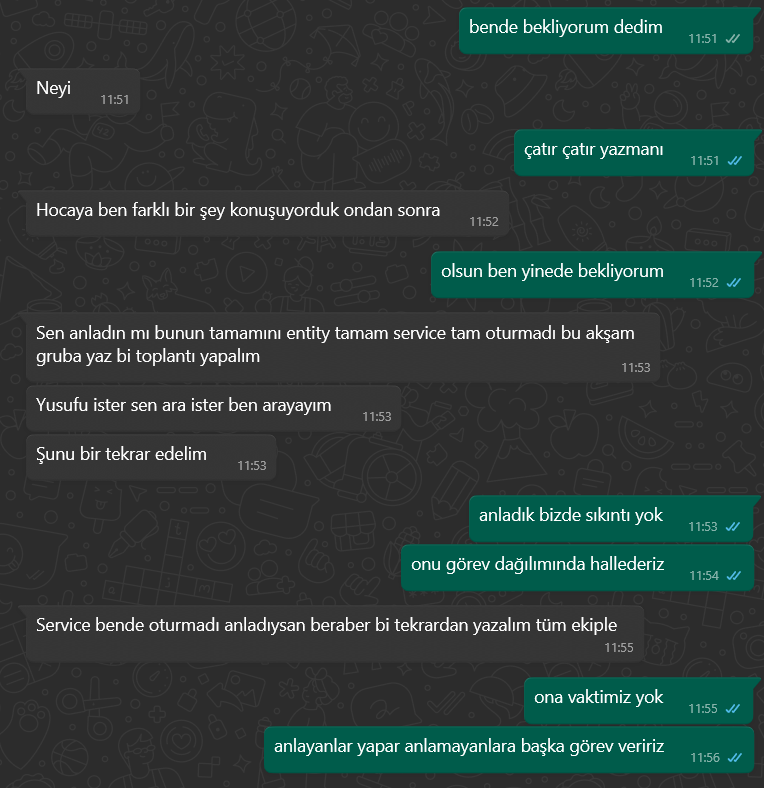 bende bekliyorum dedim
11:51
Neyi
11:51
çatır çatır yazmanı
11:51
Hocaya ben farklı bir şey konuşuyorduk ondan sonra
11:52
olsun ben yinede bekliyorum
11:52
Sen anladın mı bunun tamamını entity tamam service tam oturmadı bu akşam
gruba yaz bi toplantı yapalım
11:53
Yusufu ister sen ara ister ben arayayım
11:53
Şunu bir tekrar edelim
11:53
anladık bizde sıkıntı yok
11:53
onu görev dağılımında hallederiz
11:54
Service bende oturmadı anladıysan beraber bi tekrardan yazalım tüm ekiple
11:55
ona vaktimiz yok
11:55
anlayanlar yapar anlamayanlara başka görev veririz
11:56